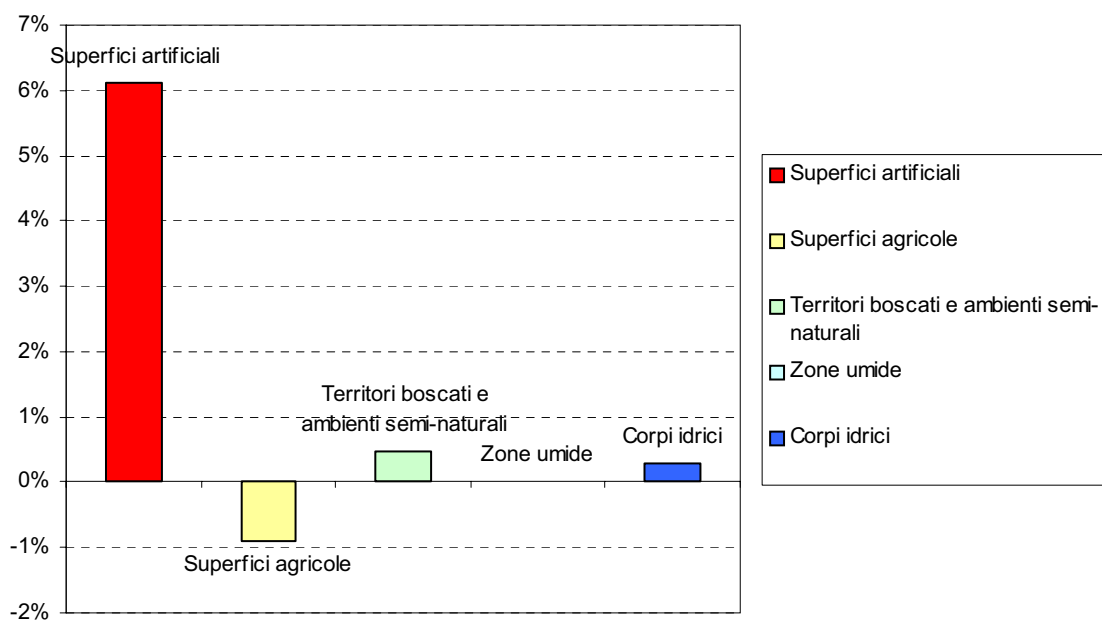 7%
Superfici artificiali
6%
5%
4%
3%
2%
1%
0%
-1%
-2%
Territori boscati e
ambienti semi-naturali
Zone umide
Corpi idrici
Superfici agricole
Superfici artificiali
Superfici agricole
Territori boscati e ambienti semi-
naturali
Zone umide
Corpi idrici